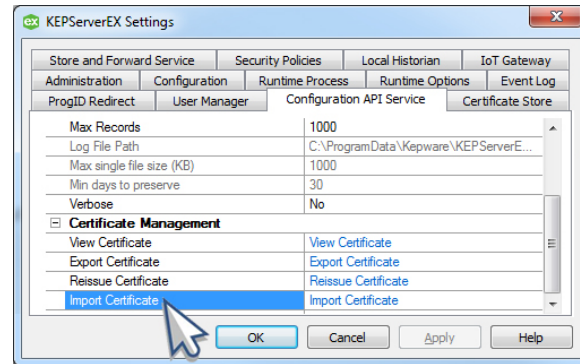 KEPServerEX Settings
Store and Forward Service Security Policies Local Historian IoT Gateway
Administration Configuration Runtime Process Runtime Options Event Log
ProgID Redirect User Manager Configuration API Service Certificate Store
Max Records 1000
Log File Path C:\ProgramData\Kepware\KEPServerE...
Max single file size (KB) 1000
Min days to preserve 30
Verbose No
Certificate Management
View Certificate View Certificate
Export Certificate Export Certificate
Reissue Certificate Reissue Certificate
Import Certificate Import Certificate
OK Cancel Apply Help